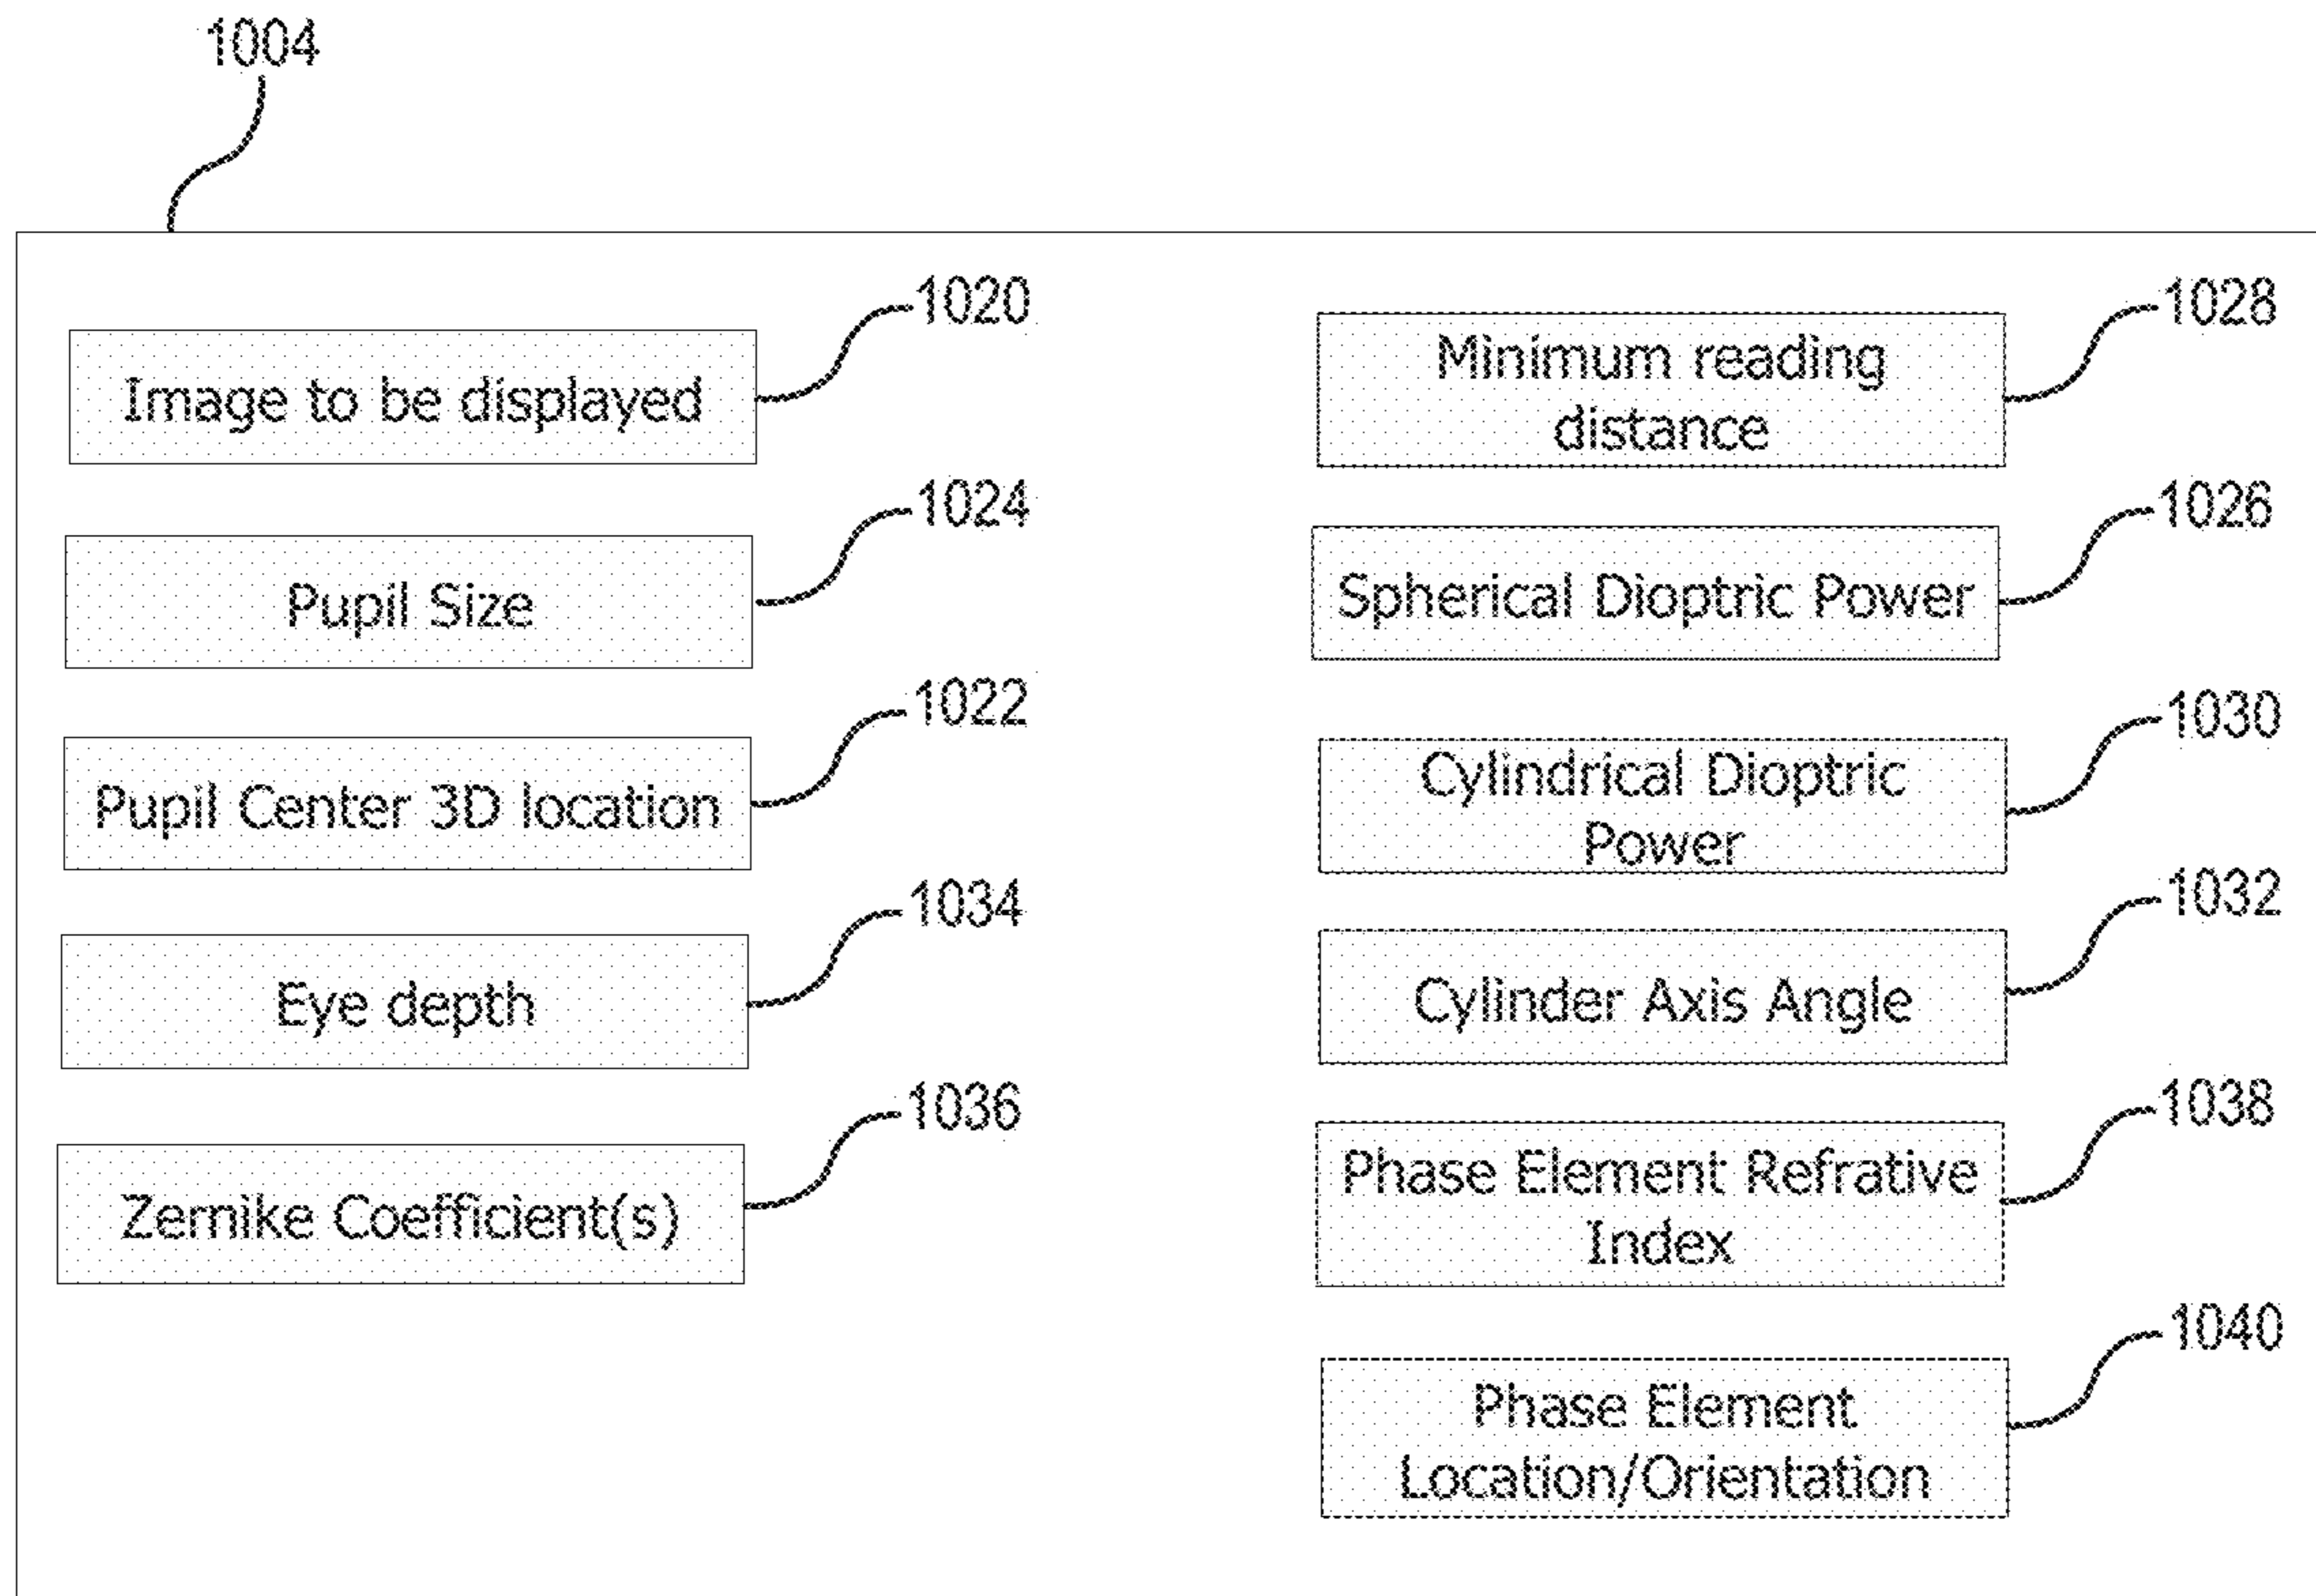 1004
Image to be displayed
1020
Pupil Size
1024
Pupil Center 3D location
1022
Eye depth
1034
Zernike Coefficient(s)
1036
Minimum reading
distance
1028
Spherical Dioptric Power
1026
Cylindrical Dioptric
Power
1030
Cylinder Axis Angle
1032
Phase Element Refrative
Index
1038
Phase Element
Location/Orientation
1040